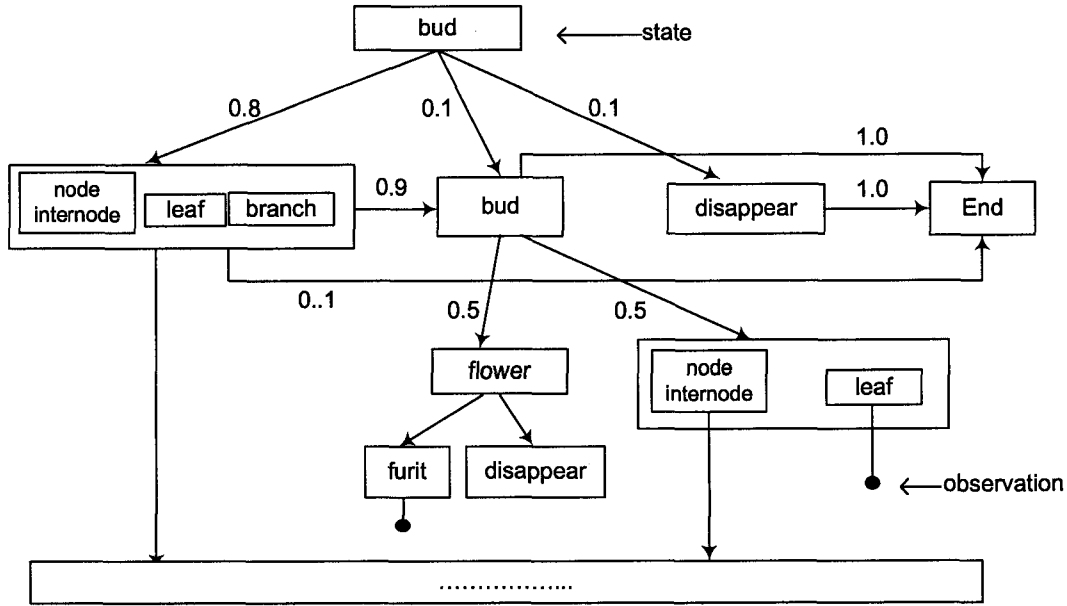 bud
state
0.8
0.1
0.1
1.0
node
internode
leaf
branch
0.9
bud
disappear
1.0
End
0..1
0.5
0.5
flower
node
internode
leaf
furit
disappear
observation
..................